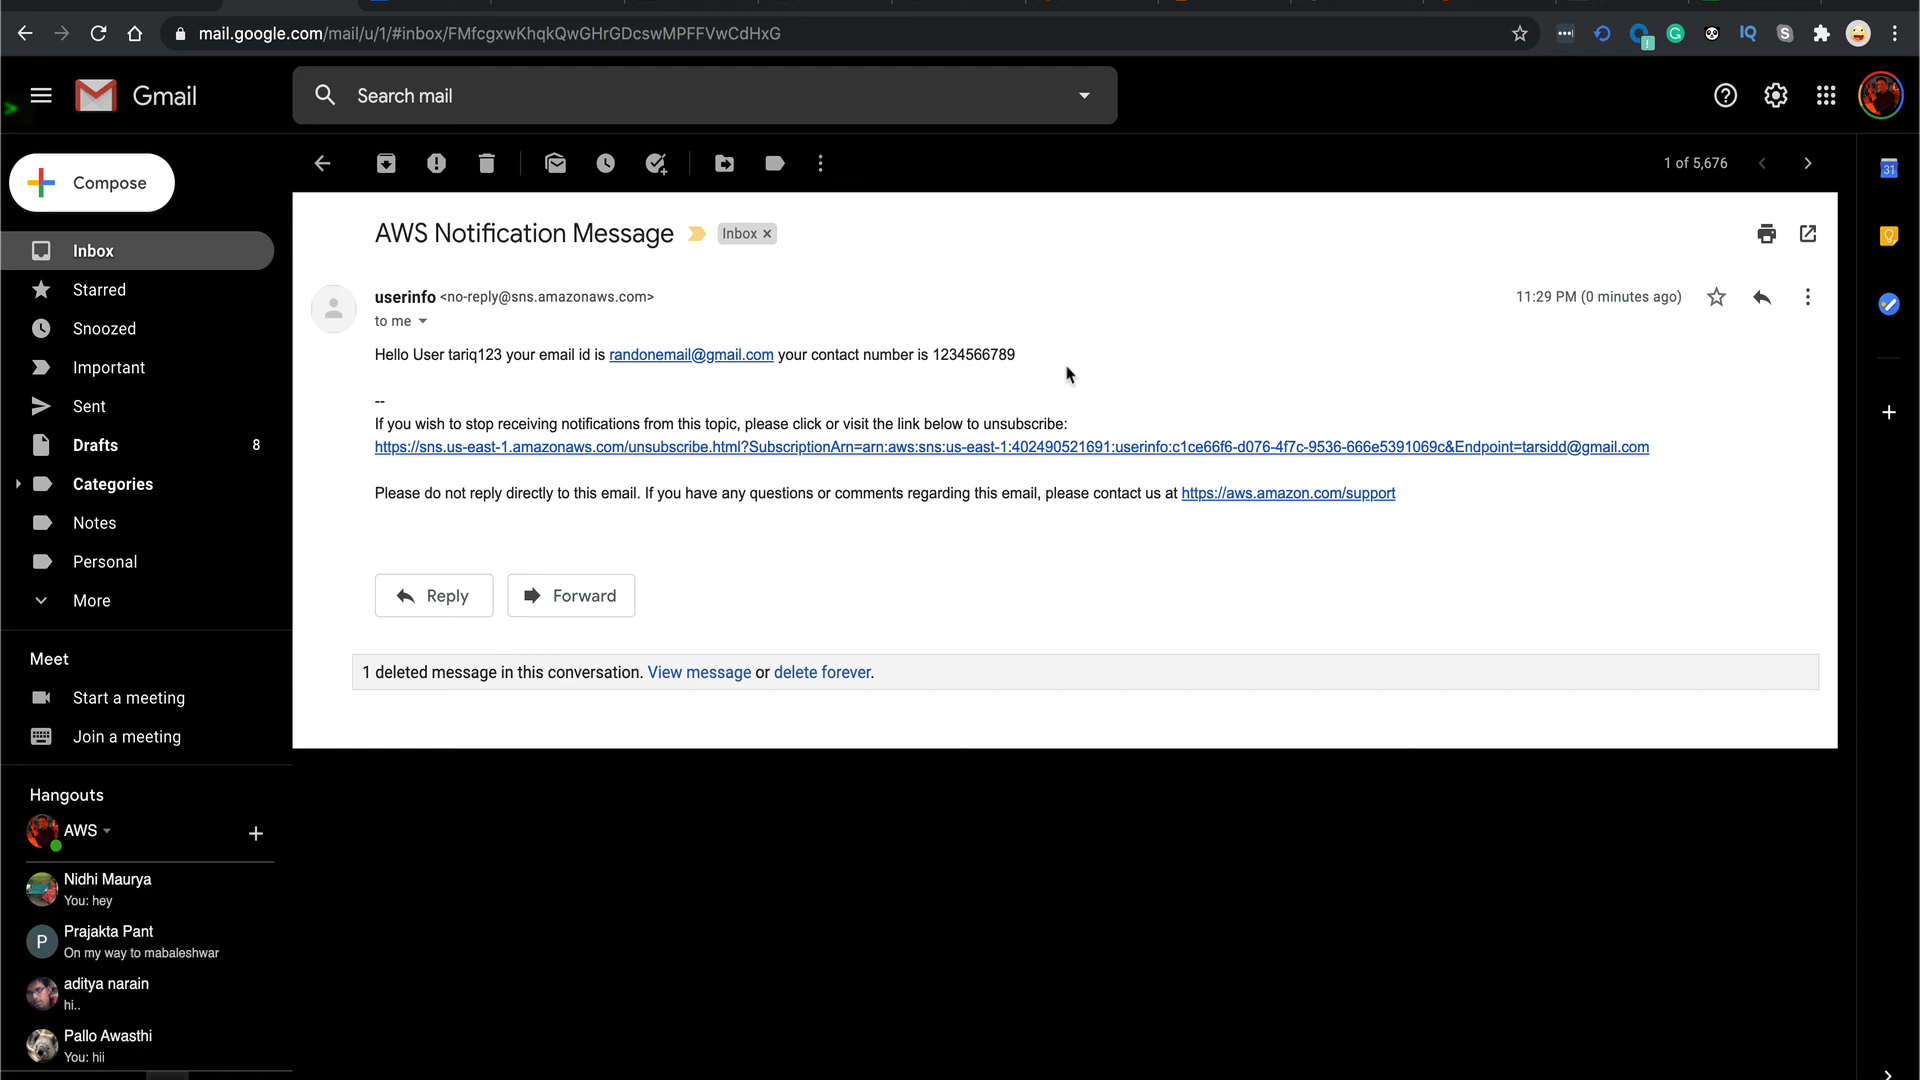 mail.google.com/mail/u/1/#inbox/FMfcgxwKhqkQwGHrGDcswMPFFVwCdHxG
IQ
S
Gmail
Search mail
Compose
1 of 5,676
31
AWS Notification Message
Inbox ×
Inbox
Starred
Snoozed
Important
Sent
Drafts 8
Categories
Notes
Personal
More
userinfo <no-reply@sns.amazonaws.com>
11:29 PM (0 minutes ago)
to me
Hello User tariq123 your email id is randonemail@gmail.com your contact number is 1234566789
--
If you wish to stop receiving notifications from this topic, please click or visit the link below to unsubscribe:
https://sns.us-east-1.amazonaws.com/unsubscribe.html?SubscriptionArn=arn:aws:sns:us-east-1:402490521691:userinfo:c1ce66f6-d076-4f7c-9536-666e5391069c&Endpoint=tarsidd@gmail.com
Please do not reply directly to this email. If you have any questions or comments regarding this email, please contact us at https://aws.amazon.com/support
Reply
Forward
1 deleted message in this conversation. View message or delete forever.
Meet
Start a meeting
Join a meeting
Hangouts
AWS
Nidhi Maurya
You: hey
P
Prajakta Pant
On my way to mabaleshwar
aditya narain
hi..
Pallo Awasthi
You: hii